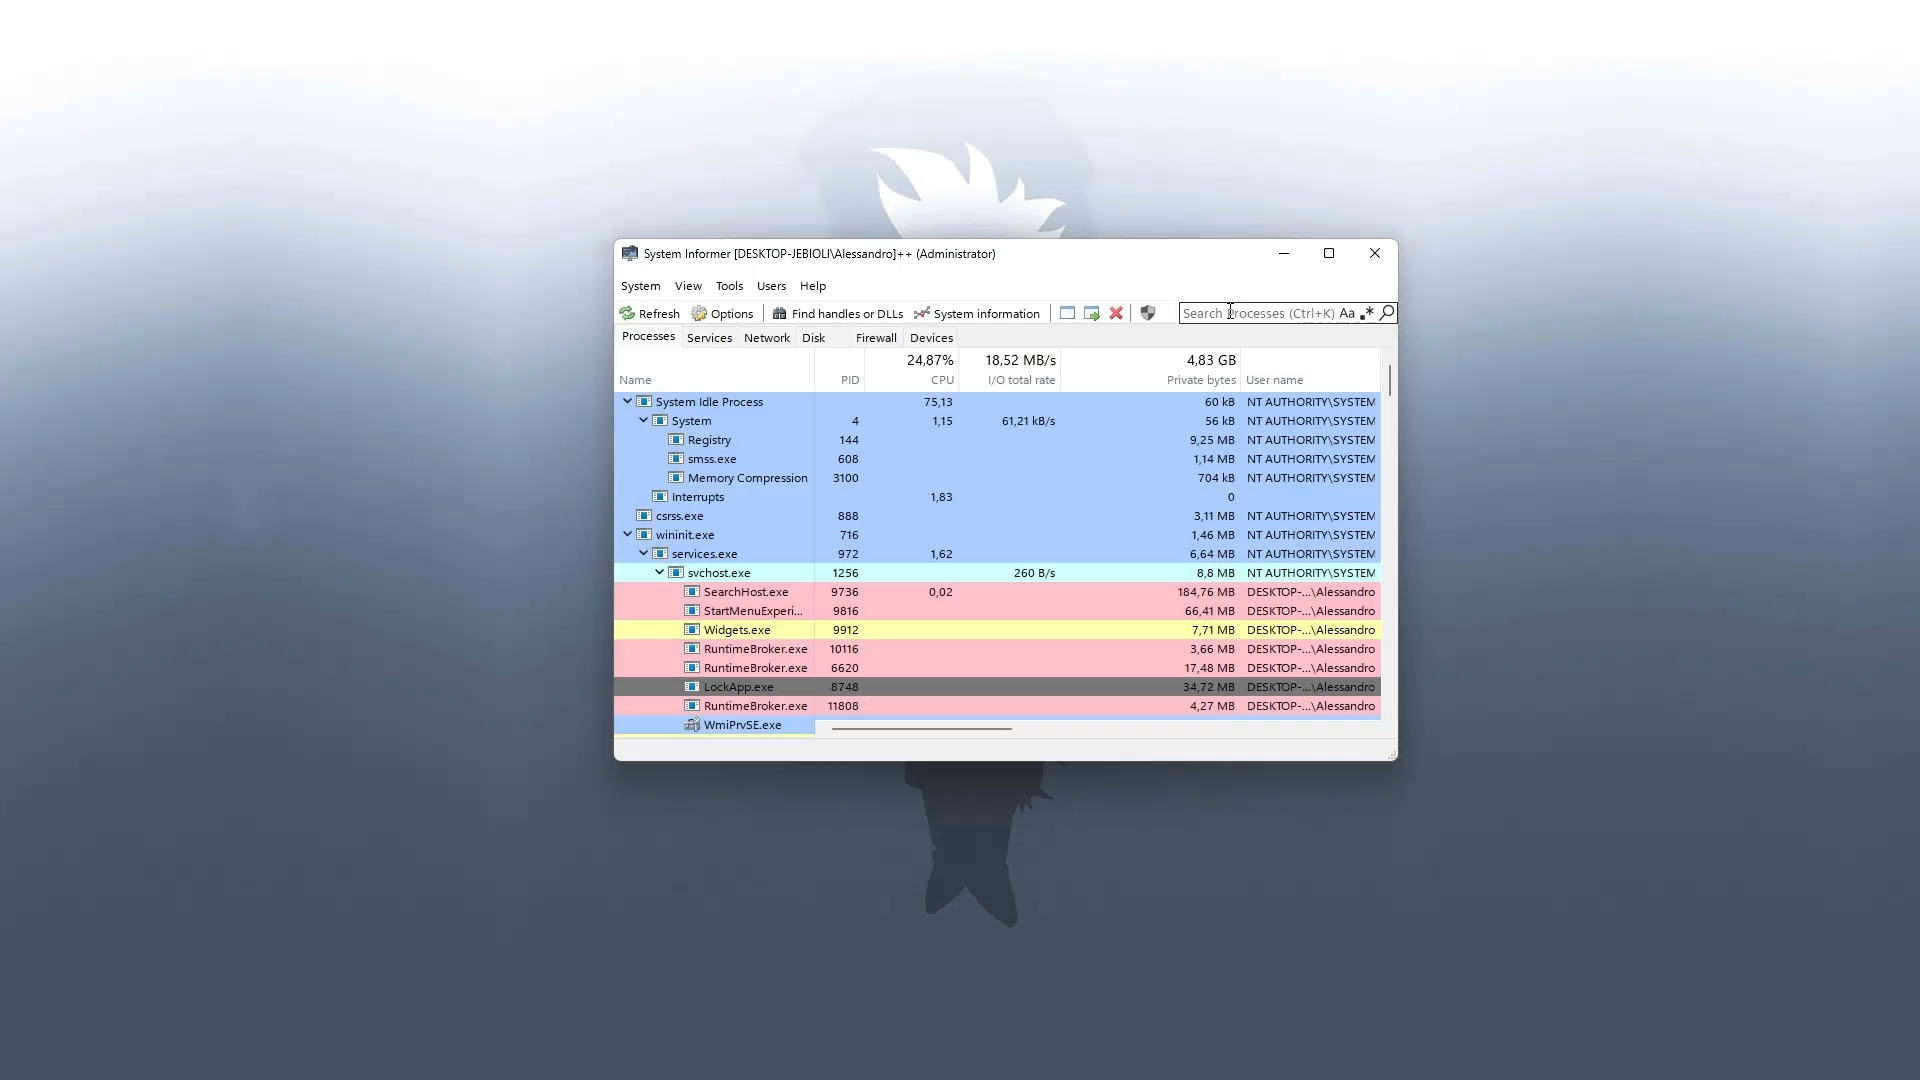 System Informer [DESKTOP-JEBIOLI\Alessandro]++ (Administrator)
System View Tools Users Help
Refresh Options Find handles or DLLs System information Search Processes (Ctrl+K) Aa .*
Processes Services Network Disk Firewall Devices
24,87% 18,52 MB/s 4,83 GB
Name PID CPU I/O total rate Private bytes User name
System Idle Process 75,13 60 kB NT AUTHORITY\SYSTEM
System 4 1,15 61,21 kB/s 56 kB NT AUTHORITY\SYSTEM
Registry 144 9,25 MB NT AUTHORITY\SYSTEM
smss.exe 608 1,14 MB NT AUTHORITY\SYSTEM
Memory Compression 3100 704 kB NT AUTHORITY\SYSTEM
Interrupts 1,83 0
csrss.exe 888 3,11 MB NT AUTHORITY\SYSTEM
wininit.exe 716 1,46 MB NT AUTHORITY\SYSTEM
services.exe 972 1,62 6,64 MB NT AUTHORITY\SYSTEM
svchost.exe 1256 260 B/s 8,8 MB NT AUTHORITY\SYSTEM
SearchHost.exe 9736 0,02 184,76 MB DESKTOP-...\Alessandro
StartMenuExperi... 9816 66,41 MB DESKTOP-...\Alessandro
Widgets.exe 9912 7,71 MB DESKTOP-...\Alessandro
RuntimeBroker.exe 10116 3,66 MB DESKTOP-...\Alessandro
RuntimeBroker.exe 6620 17,48 MB DESKTOP-...\Alessandro
LockApp.exe 8748 34,72 MB DESKTOP-...\Alessandro
RuntimeBroker.exe 11808 4,27 MB DESKTOP-...\Alessandro
WmiPrvSE.exe